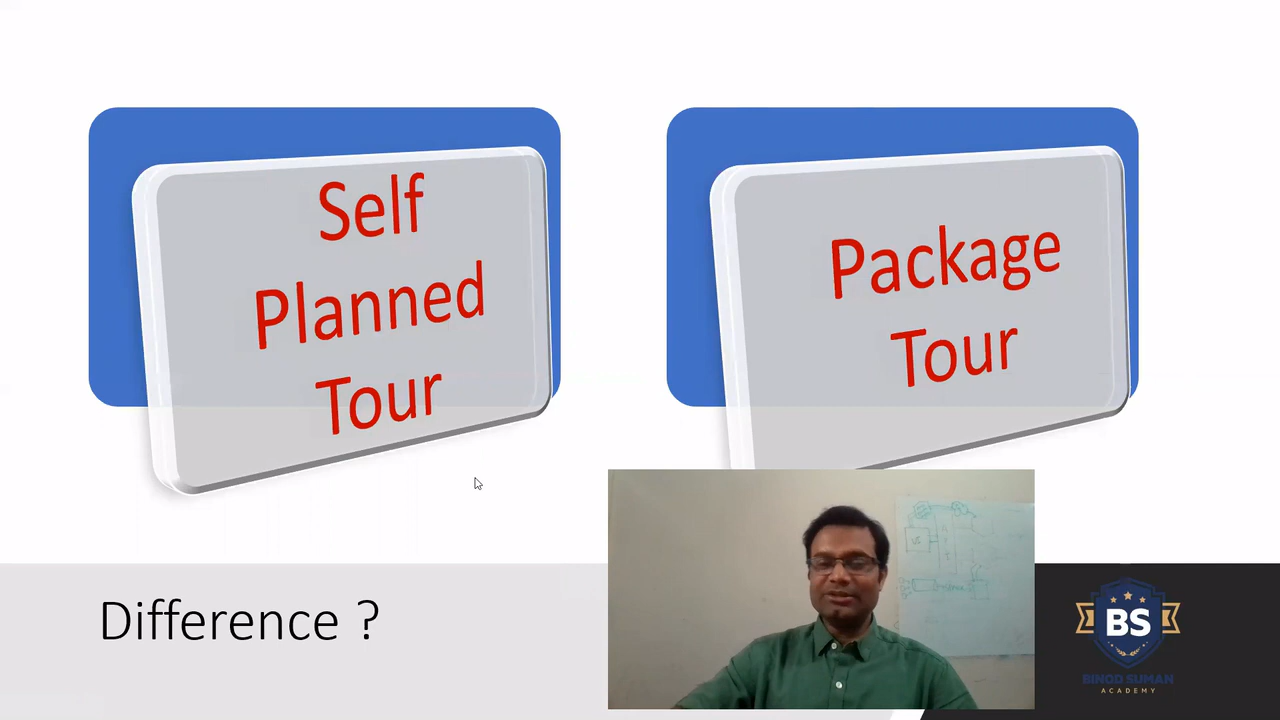 Self
Planned
Tour
Package
Tour
Difference ?
BS
BINOD SUMAN
ACADEMY